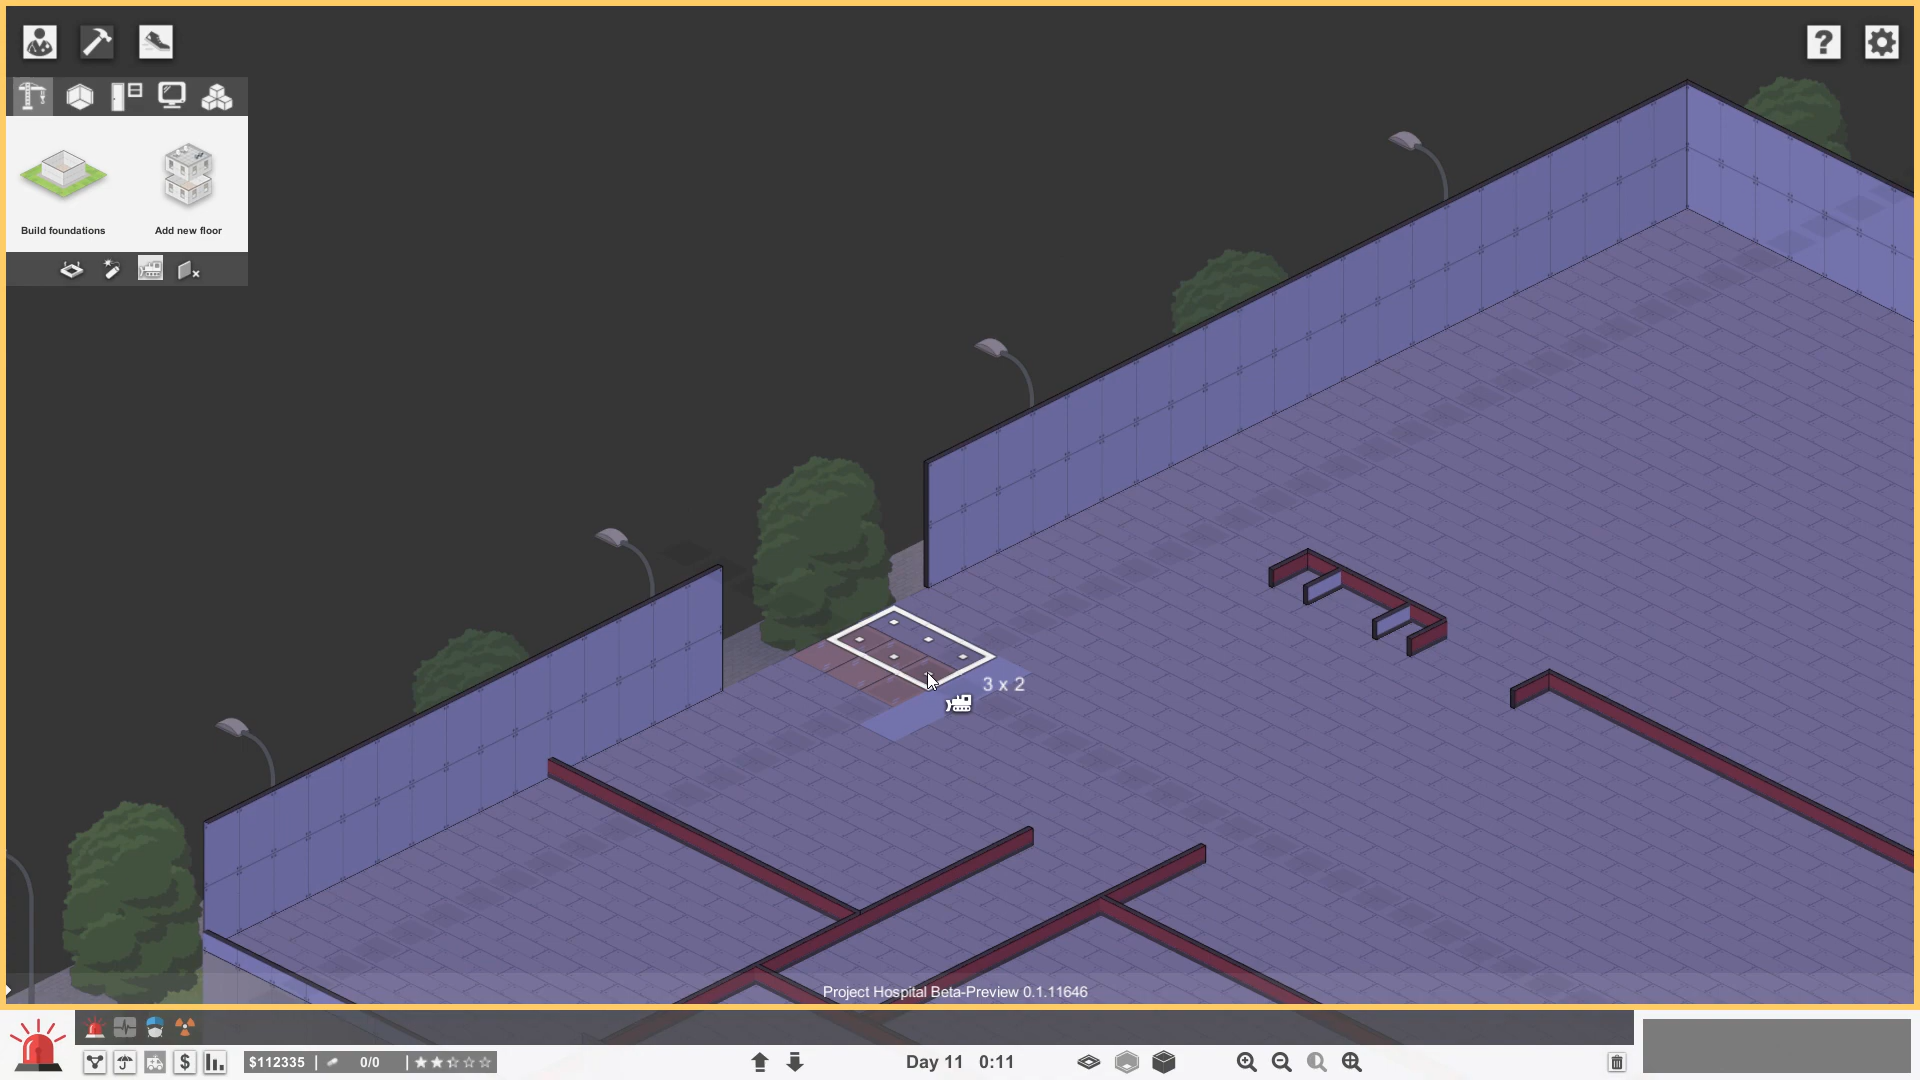 ?
Build foundations
Add new floor
3 x 2
Project Hospital Beta-Preview 0.1.11646
$
$112335 | 0/0 |
Day 11 0:11